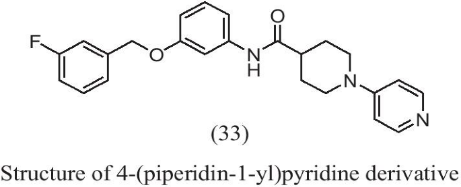 F
O
N
H
O
N
N
(33)
Structure of 4-(piperidin-1-yl)pyridine derivative